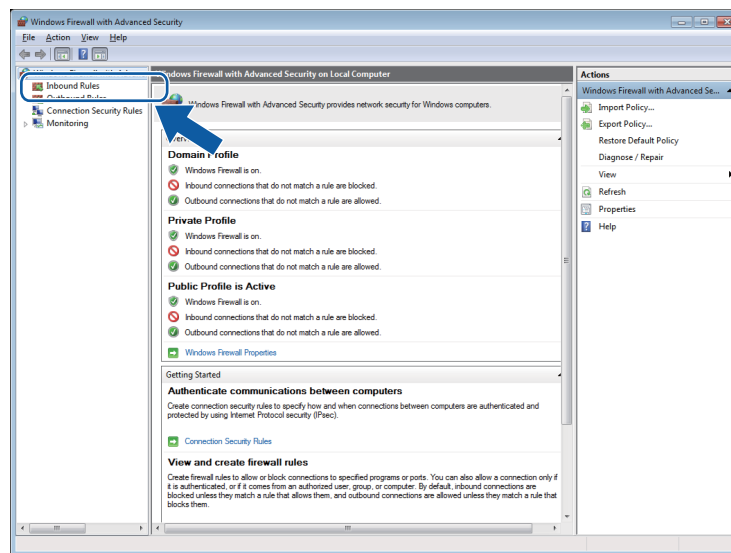 Windows Firewall with Advanced Security
File Action View Help
Inbound Rules
Connection Security Rules
Monitoring
Windows Firewall with Advanced Security on Local Computer
Windows Firewall with Advanced Security provides network security for Windows computers.
Domain Profile
Windows Firewall is on.
Inbound connections that do not match a rule are blocked.
Outbound connections that do not match a rule are allowed.
Private Profile
Windows Firewall is on.
Inbound connections that do not match a rule are blocked.
Outbound connections that do not match a rule are allowed.
Public Profile is Active
Windows Firewall is on.
Inbound connections that do not match a rule are blocked.
Outbound connections that do not match a rule are allowed.
Windows Firewall Properties
Getting Started
Authenticate communications between computers
Create connection security rules to specify how and when connections between computers are authenticated and
protected by using Internet Protocol security (IPsec).
Connection Security Rules
View and create firewall rules
Create firewall rules to allow or block connections to specified programs or ports. You can also allow a connection only if
it is authenticated, or if it comes from an authorized user, group, or computer. By default, inbound connections are
blocked unless they match a rule that allows them, and outbound connections are allowed unless they match a rule that
blocks them.
Actions
Windows Firewall with Advanced Se...
Import Policy...
Export Policy...
Restore Default Policy
Diagnose / Repair
View
Refresh
Properties
Help